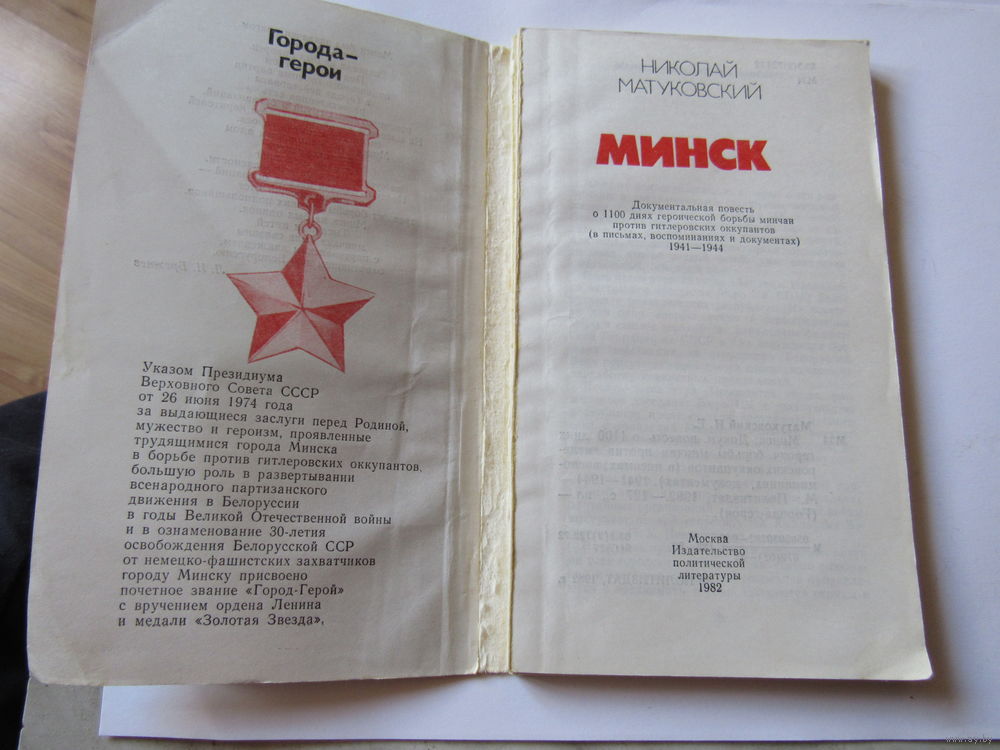 Города–
герои
Указом Президиума
Верховного Совета СССР
от 26 июня 1974 года
за выдающиеся заслуги перед Родиной,
мужество и героизм, проявленные
трудящимися города Минска
в борьбе против гитлеровских оккупантов,
большую роль в развертывании
всенародного партизанского
движения в Белоруссии
в годы Великой Отечественной войны
и в ознаменование 30-летия
освобождения Белорусской ССР
от немецко-фашистских захватчиков
городу Минску присвоено
почетное звание «Город-Герой»
с вручением ордена Ленина
и медали «Золотая Звезда».
НИКОЛАЙ
МАТУКОВСКИЙ
МИНСК
Документальная повесть
о 1100 днях героической борьбы минчан
против гитлеровских оккупантов
(в письмах, воспоминаниях и документах)
1941—1944
Москва
Издательство
политической
литературы
1982
www.ay.by